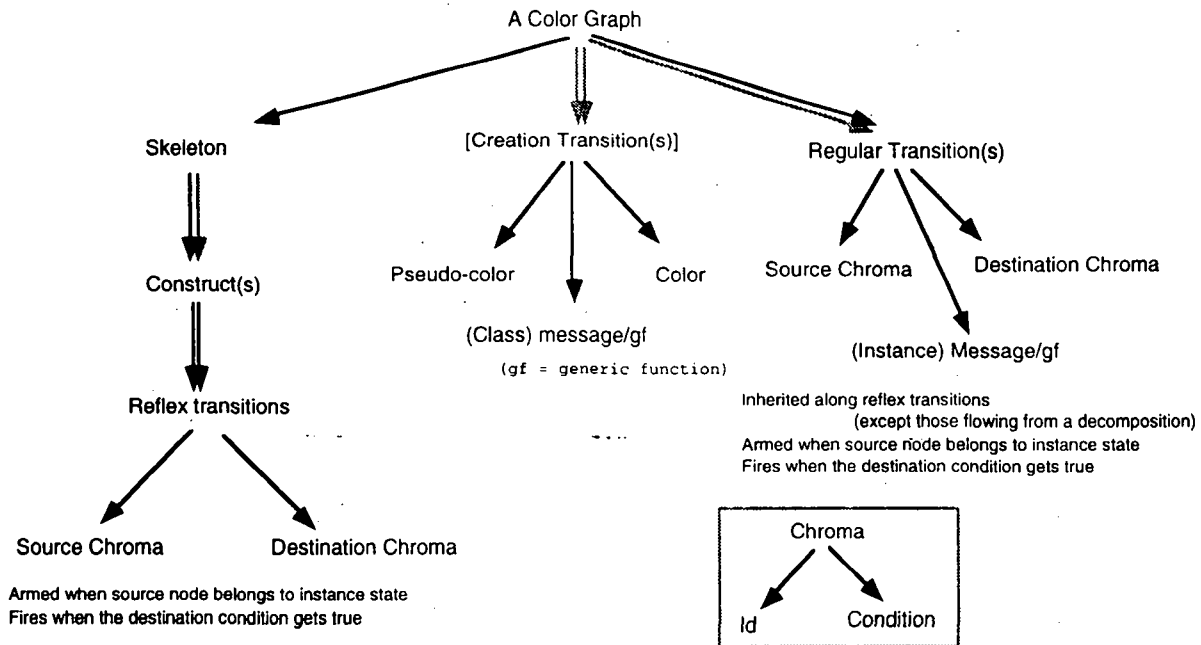 A Color Graph
Skeleton
[Creation Transition(s)]
Regular Transition(s)
Construct(s)
Pseudo-color
Color
Source Chroma
Destination Chroma
(Class) message/gf
(gf = generic function)
(Instance) Message/gf
Reflex transitions
Inherited along reflex transitions
(except those flowing from a decomposition)
Armed when source node belongs to instance state
Fires when the destination condition gets true
Source Chroma
Destination Chroma
Armed when source node belongs to instance state
Fires when the destination condition gets true
Chroma
Id
Condition